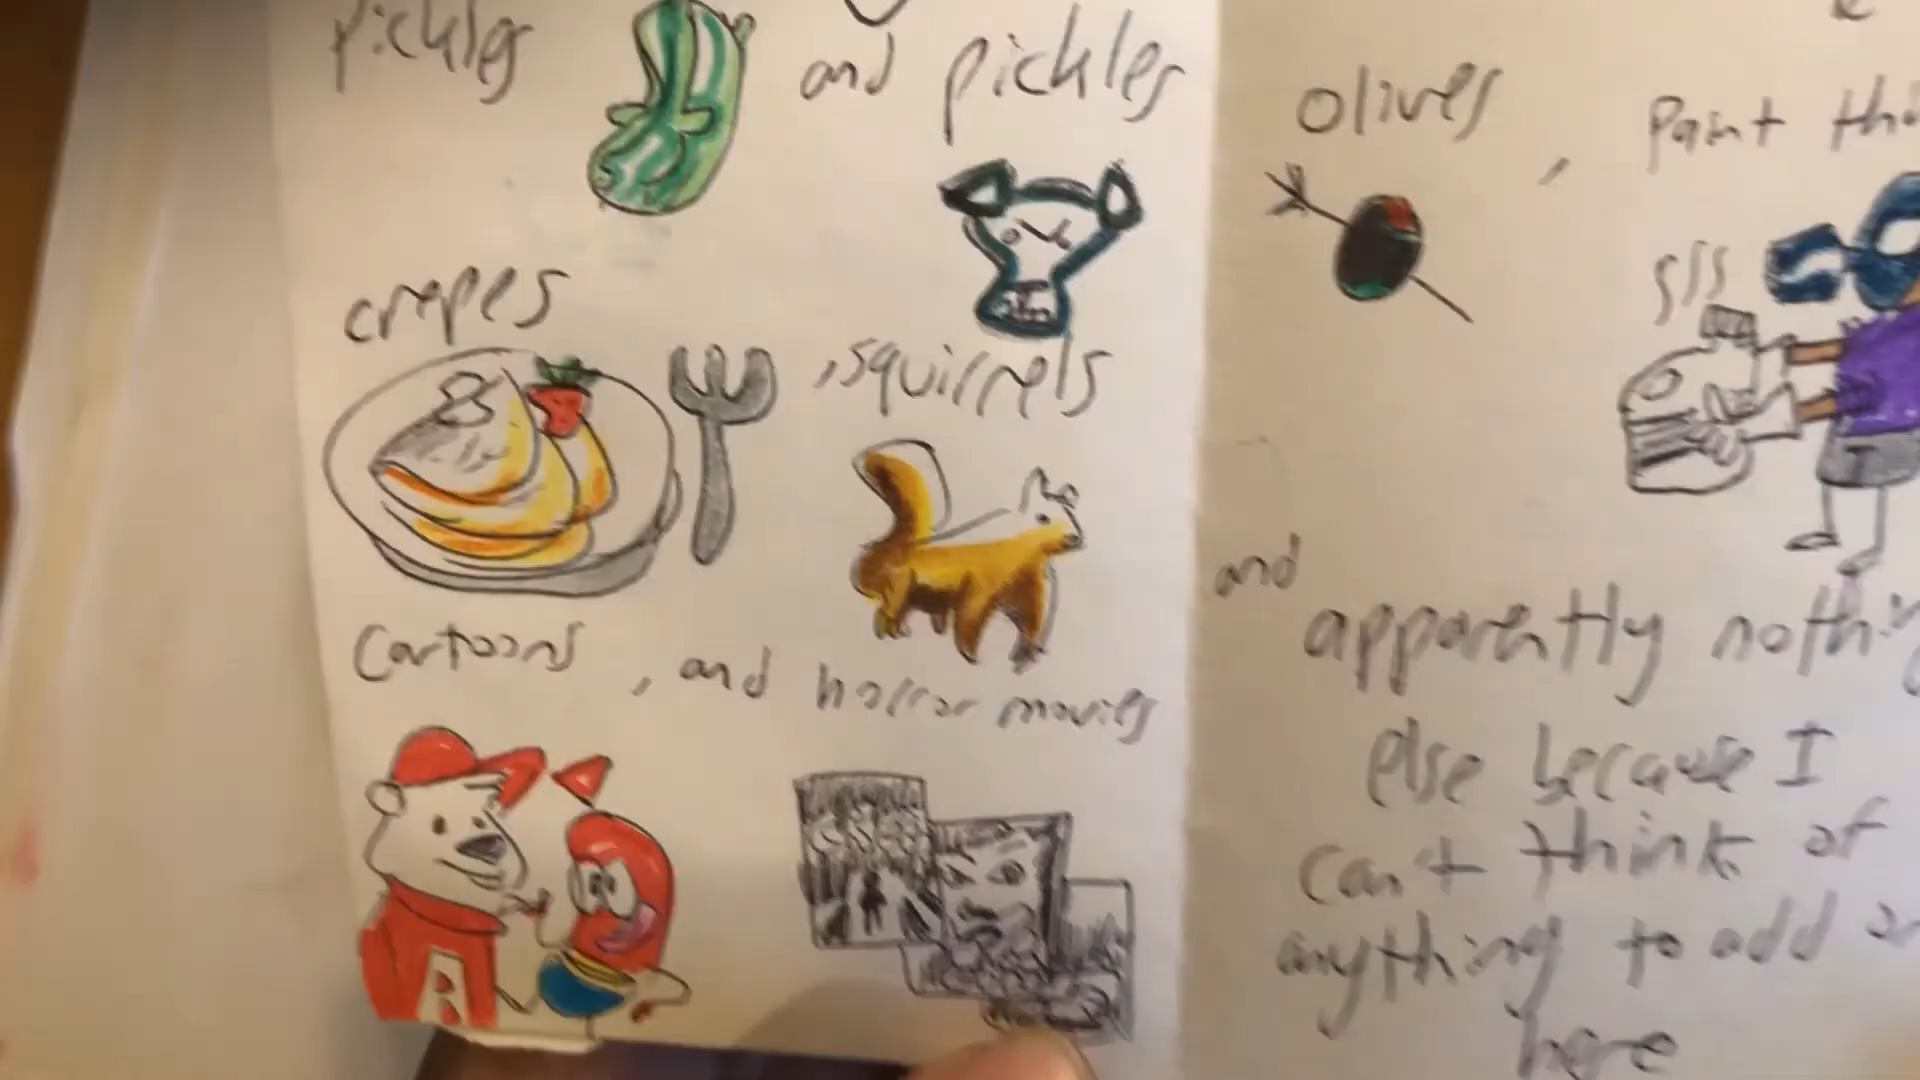 pickles and pickles
crepes
, squirrels
Cartoons, and horror movies
olives, Paint
SSS
and
apparently
else because I
can't think of
anything to add
here